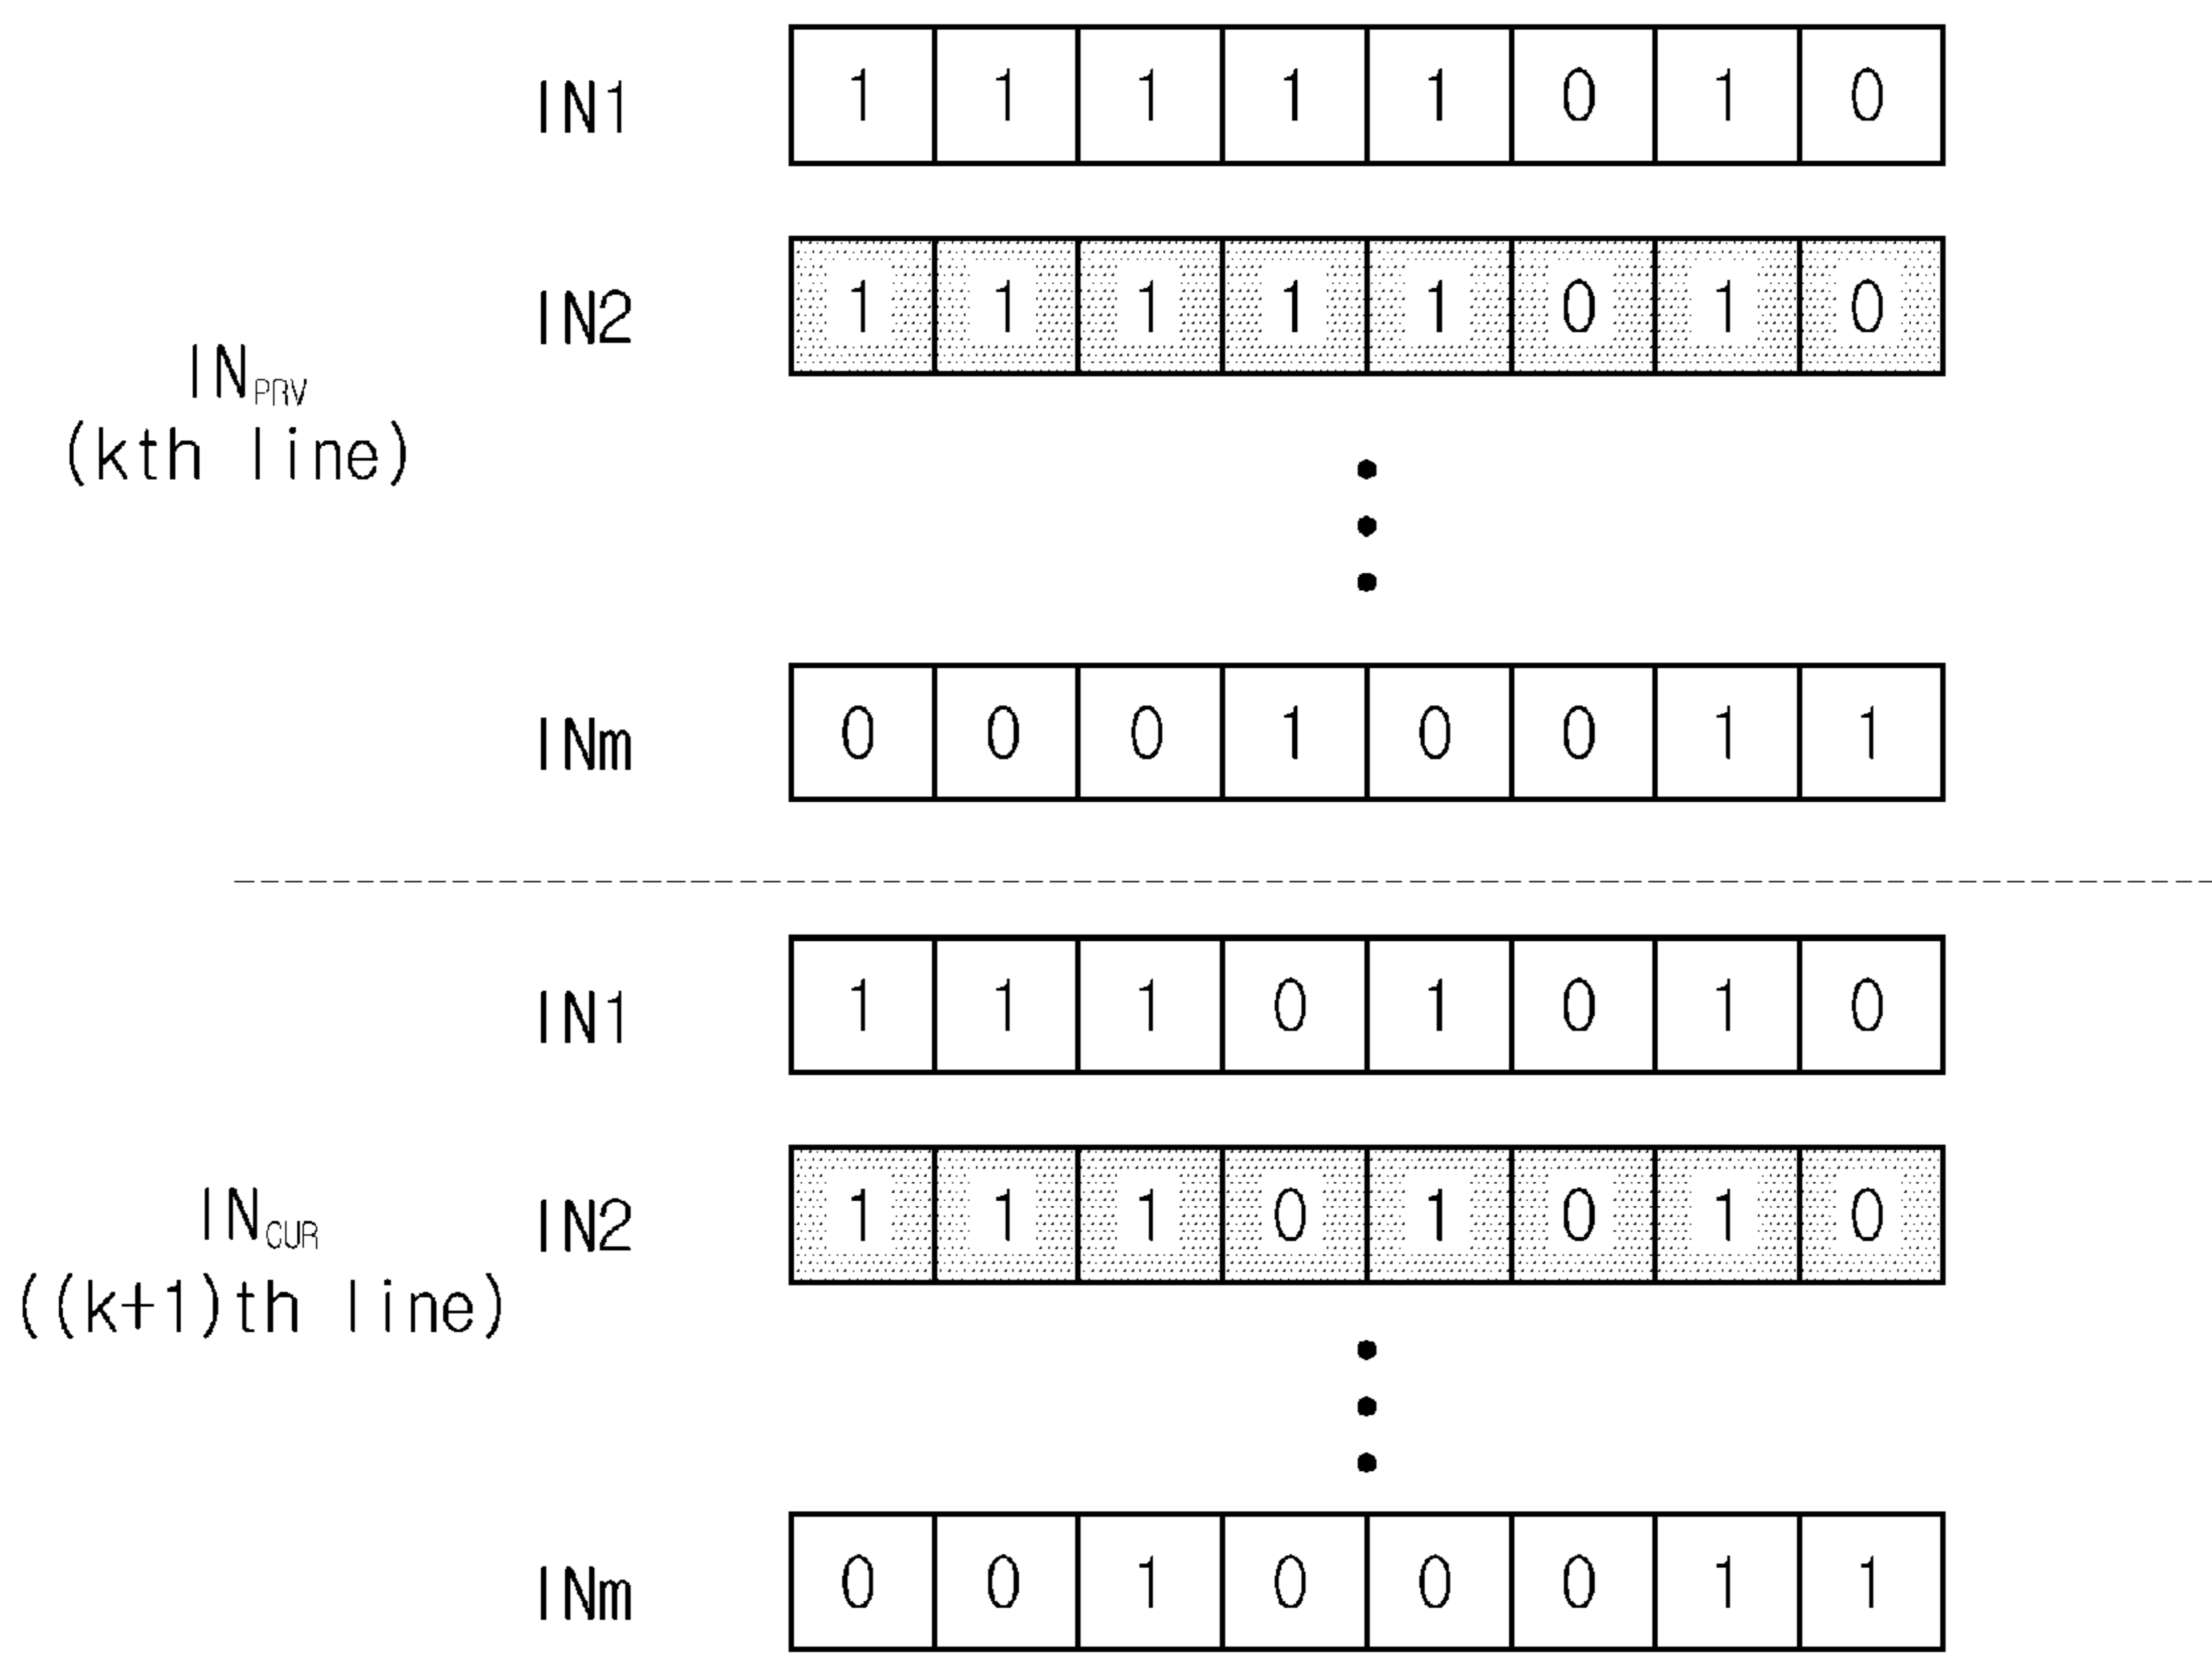 IN1 1 1 1 1 1 0 1 0
IN2 1 1 1 1 1 0 1 0
INPRV
(kth line)
INm 0 0 0 1 0 0 1 1
IN1 1 1 1 0 1 0 1 0
IN2 1 1 1 0 1 0 1 0
INCUR
((k+1)th line)
INm 0 0 1 0 0 0 1 1